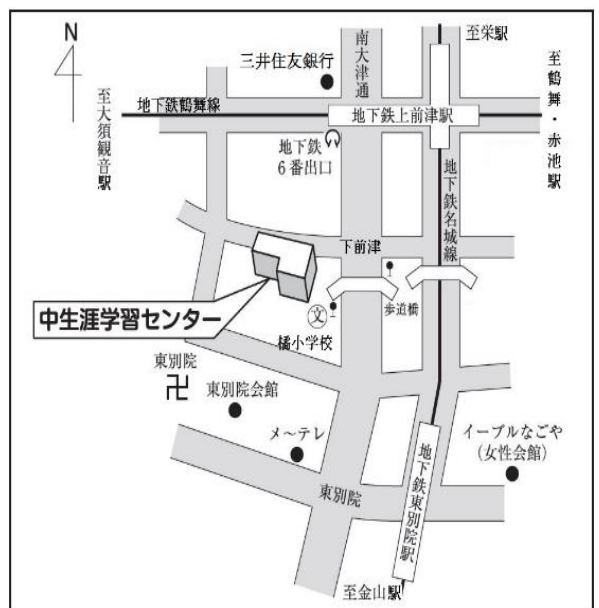 N
至栄駅
南大津通
三井住友銀行
至鶴舞・赤池駅
至大須観音駅
地下鉄鶴舞線
地下鉄上前津駅
地下鉄
6番出口
地下鉄名城線
下前津
中生涯学習センター
歩道橋
文
橘小学校
東別院
卍
東別院会館
メ〜テレ
イーブルなごや
(女性会館)
地下鉄東別院駅
東別院
至金山駅